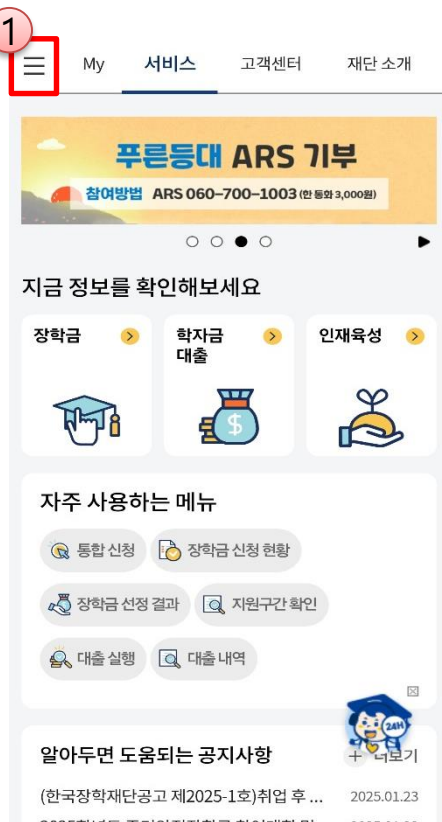 1
My 서비스 고객센터 재단 소개
푸른등대 ARS 기부
참여방법 ARS 060-700-1003 (한 통화 3,000원)
지금 정보를 확인해보세요
장학금 학자금 대출 인재육성
자주 사용하는 메뉴
통합 신청 장학금 신청 현황
장학금 선정 결과 지원구간 확인
대출 실행 대출 내역
24H
알아두면 도움되는 공지사항 + 더보기
(한국장학재단공고 제2025-1호)취업 후 ... 2025.01.23